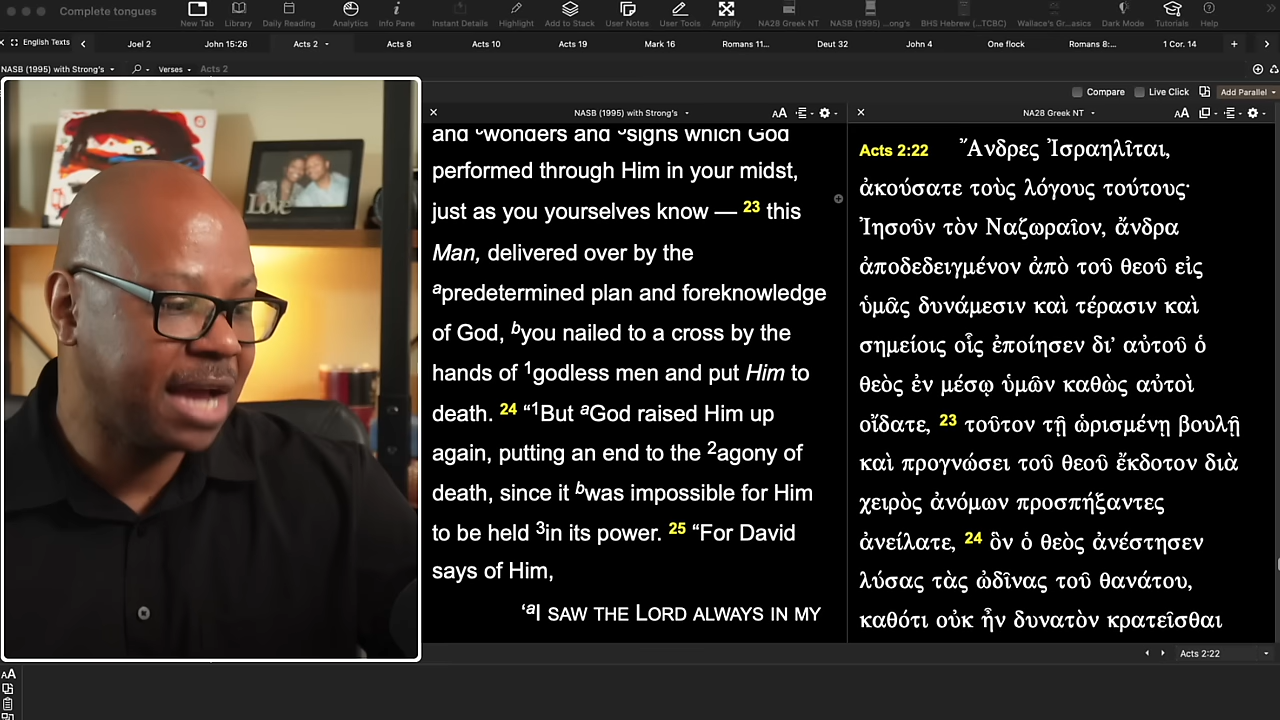 Complete tongues
New Tab
Library
Daily Reading
Analytics
Info Pane
Instant Details
Highlight
Add to Stack
User Notes
User Tools
Amplify
NA28 Greek NT
NASB (1995) ...ong's
BHS Hebrew (...TCBC)
Wallace's Gr...asics
Dark Mode
Tutorials
Help
English Texts
Joel 2
John 15:26
Acts 2
Acts 8
Acts 10
Acts 19
Mark 16
Romans 11...
Deut 32
John 4
One flock
Romans 8:...
1 Cor. 14
NASB (1995) with Strong's
Verses
Acts 2
Compare
Live Click
Add Parallel
NASB (1995) with Strong's
and cwonders and csigns which God
performed through Him in your midst,
just as you yourselves know — 23 this
Man, delivered over by the
apredetermined plan and foreknowledge
of God, byou nailed to a cross by the
hands of 1godless men and put Him to
death. 24 “1But aGod raised Him up
again, putting an end to the 2agony of
death, since it bwas impossible for Him
to be held 3in its power. 25 “For David
says of Him,
‘aI SAW THE LORD ALWAYS IN MY
NA28 Greek NT
Acts 2:22 Ἄνδρες Ἰσραηλῖται,
ἀκούσατε τοὺς λόγους τούτους·
Ἰησοῦν τὸν Ναζωραῖον, ἄνδρα
ἀποδεδειγμένον ἀπὸ τοῦ θεοῦ εἰς
ὑμᾶς δυνάμεσιν καὶ τέρασιν καὶ
σημείοις οἷς ἐποίησεν δι’ αὐτοῦ ὁ
θεὸς ἐν μέσῳ ὑμῶν καθὼς αὐτοὶ
οἴδατε, 23 τοῦτον τῇ ὡρισμένῃ βουλῇ
καὶ προγνώσει τοῦ θεοῦ ἔκδοτον διὰ
χειρὸς ἀνόμων προσπήξαντες
ἀνείλατε, 24 ὃν ὁ θεὸς ἀνέστησεν
λύσας τὰς ὠδῖνας τοῦ θανάτου,
καθότι οὐκ ἦν δυνατὸν κρατεῖσθαι
Acts 2:22
Love